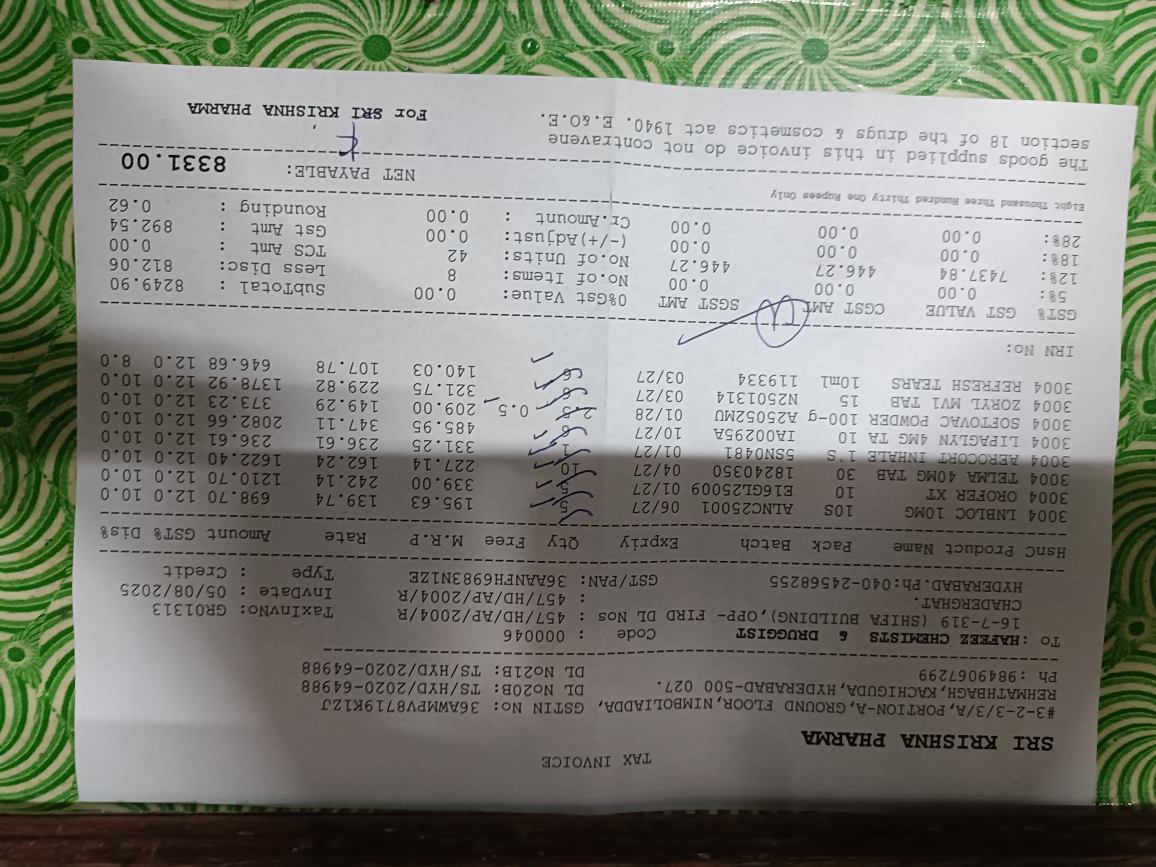 TAX INVOICE
SRI KRISHNA PHARMA
#3-2-3/3/A, PORTION-A, GROUND FLOOR, NIMBOLIADDA, GSTIN No: 36AWMPV8719K1ZJ
REHMATHBAGH, KACHIGUDA, HYDERABAD-500 027. DL No20B: TS/HYD/2020-64988
Ph :9849067299 DL No21B: TS/HYD/2020-64988
To :HAFEEZ CHEMISTS & DRUGGIST Code : 000046
16-7-319 (SHIFA BUILDING), OPP- FIRD DL Nos : 457/HD/AP/2004/R TaxInvNo: GR01313
CHADERGHAT. : 457/HD/AP/2004/R InvDate : 05/08/2025
HYDERABAD.Ph:040-24568255 GST/PAN: 36AANFH6983N1ZE Type : Credit
HsnC Product Name Pack Batch Expriy Qty Free M.R.P Rate Amount GST% Dis%
3004 LNBLOC 10MG 10S ALNC25001 06/27 5 195.63 139.74 698.70 12.0 10.0
3004 OROFER XT 10 E16GI25009 01/27 5 339.00 242.14 1210.70 12.0 10.0
3004 TELMA 40MG TAB 30 18240350 04/27 10 227.14 162.24 1622.40 12.0 10.0
3004 AEROCORT INHALE 1'S 5SN0481 01/27 1 331.25 236.61 236.61 12.0 10.0
3004 LIPAGLYN 4MG TA 10 IA00295A 10/27 6 485.95 347.11 2082.66 12.0 10.0
3004 SOFTOVAC POWDER 100-g A25052MU 01/28 2.5 0.5 209.00 149.29 373.23 12.0 10.0
3004 ZORYL MV1 TAB 15 N2501314 03/27 6 321.75 229.82 1378.92 12.0 10.0
3004 REFRESH TEARS 10ml 119334 03/27 6 140.03 107.78 646.68 12.0 8.0
IRN No:
GST% GST VALUE CGST AMT SGST AMT 0%Gst Value: 0.00 SubTotal : 8249.90
5%: 0.00 0.00 0.00 No.of Items: 8 Less Disc: 812.06
12%: 7437.84 446.27 446.27 No.of Units: 42 TCS Amt : 0.00
18%: 0.00 0.00 0.00 (-/+)Adjust: 0.00 Gst Amt : 892.54
28%: 0.00 0.00 0.00 Cr.Amount : 0.00 Rounding : 0.62
Eight Thousand Three Hundred Thirty One Rupees Only
NET PAYABLE: 8331.00
The goods supplied in this invoice do not contravene
section 18 of the drugs & cosmetics act 1940. E.&O.E.
For SRI KRISHNA PHARMA